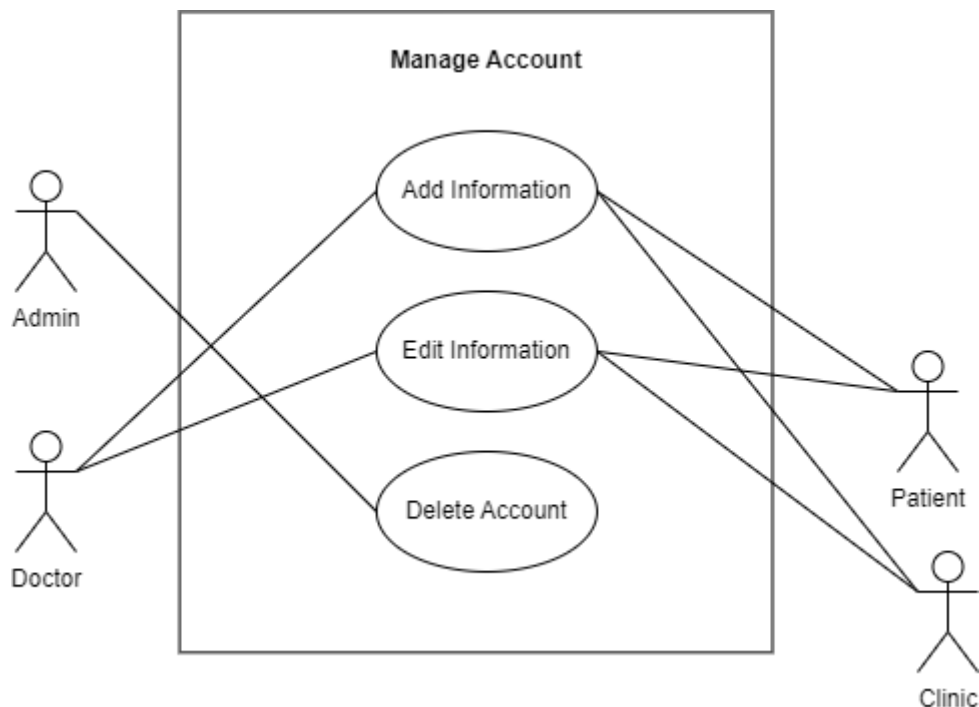 Manage Account
Add Information
Admin
Edit Information
Patient
Delete Account
Doctor
Clinic